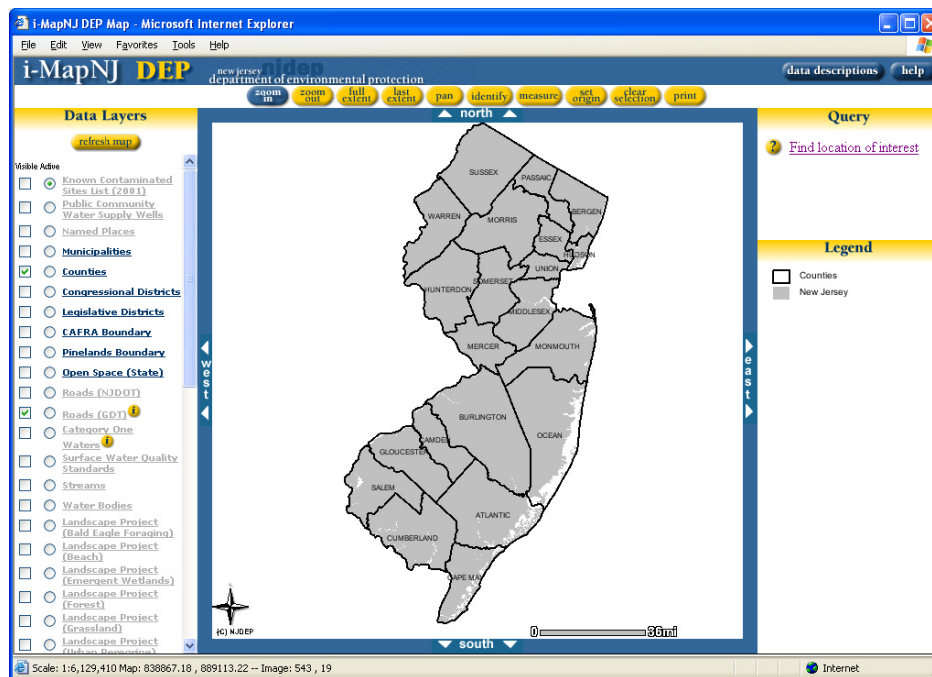 i-MapNJ DEP Map - Microsoft Internet Explorer
File Edit View Favorites Tools Help
i-MapNJ DEP
new jersey njdep
department of environmental protection
data descriptions help
zoom in
zoom out
full extent
last extent
pan
identify
measure
set origin
clear selection
print
Data Layers
refresh map
Visible Active
Known Contaminated
Sites List (2001)
Public Community
Water Supply Wells
Named Places
Municipalities
Counties
Congressional Districts
Legislative Districts
CAFRA Boundary
Pinelands Boundary
Open Space (State)
Roads (NJDOT)
Roads (GDT) i
Category One
Waters i
Surface Water Quality
Standards
Streams
Water Bodies
Landscape Project
(Bald Eagle Foraging)
Landscape Project
(Beach)
Landscape Project
(Emergent Wetlands)
Landscape Project
(Forest)
Landscape Project
(Grassland)
Landscape Project
(Urban Peregrine)
north
west
east
south
SUSSEX
PASSAIC
BERGEN
WARREN
MORRIS
ESSEX
HUDSON
UNION
HUNTERDON
SOMERSET
MIDDLESEX
MERCER
MONMOUTH
BURLINGTON
OCEAN
CAMDEN
GLOUCESTER
SALEM
ATLANTIC
CUMBERLAND
CAPE MAY
(C) NJDEP
0 36mi
Query
? Find location of interest
Legend
Counties
New Jersey
Scale: 1:6,129,410 Map: 838867.18 , 889113.22 -- Image: 543 , 19
Internet